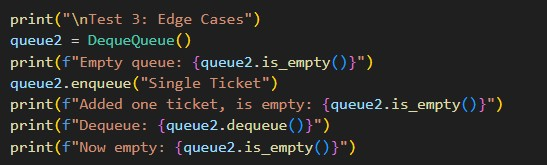 print("\nTest 3: Edge Cases")
queue2 = DequeQueue()
print(f"Empty queue: {queue2.is_empty()}")
queue2.enqueue("Single Ticket")
print(f"Added one ticket, is empty: {queue2.is_empty()}")
print(f"Dequeue: {queue2.dequeue()}")
print(f"Now empty: {queue2.is_empty()}")